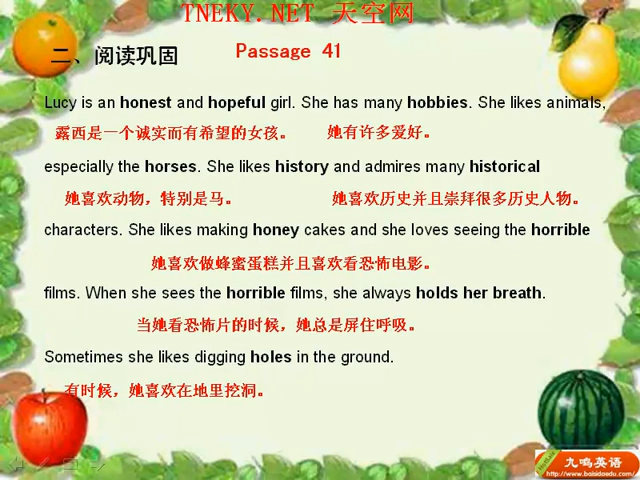 TNEKY.NET 天空网
二、阅读巩固
Passage 41
Lucy is an honest and hopeful girl. She has many hobbies. She likes animals,
露西是一个诚实而有希望的女孩。 她有许多爱好。
especially the horses. She likes history and admires many historical
她喜欢动物，特别是马。 她喜欢历史并且崇拜很多历史人物。
characters. She likes making honey cakes and she loves seeing the horrible
她喜欢做蜂蜜蛋糕并且喜欢看恐怖电影。
films. When she sees the horrible films, she always holds her breath.
当她看恐怖片的时候，她总是屏住呼吸。
Sometimes she likes digging holes in the ground.
有时候，她喜欢在地里挖洞。
九鸣英语
http://www.beisidaedu.com/